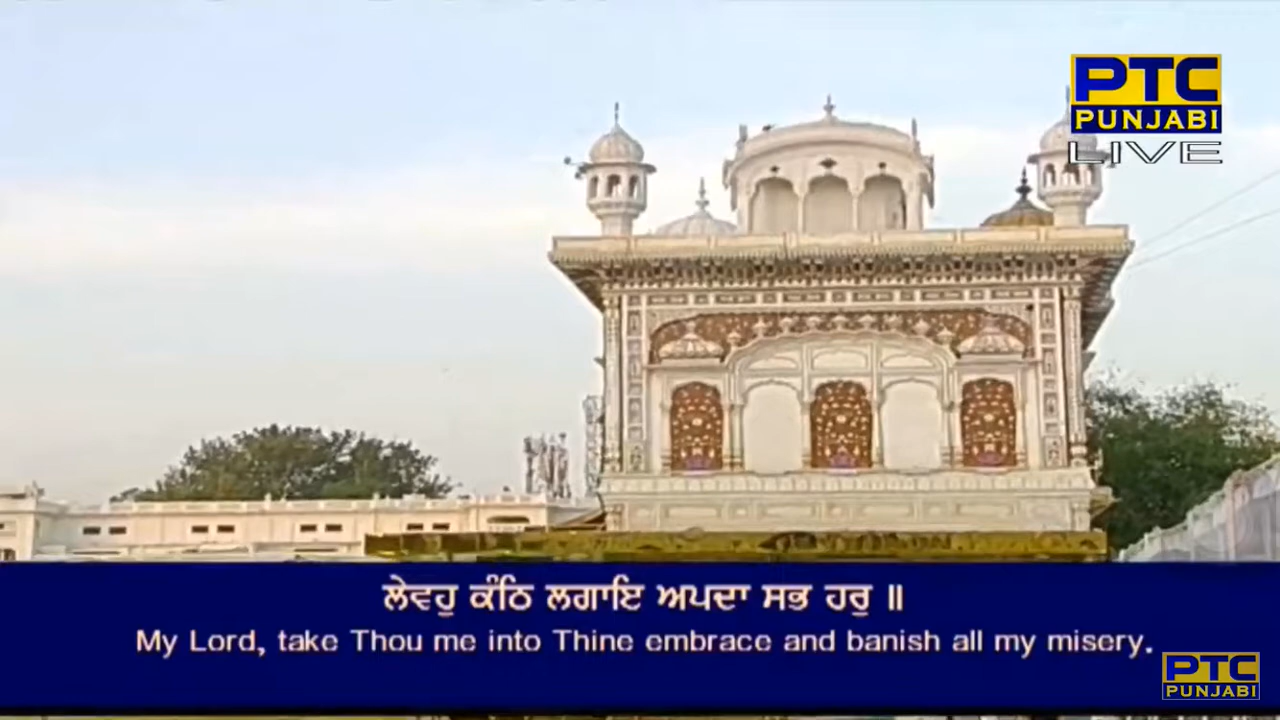 PTC
PUNJABI
LIVE
ਲੇਵਹੁ ਕੰਠਿ ਲਗਾਇ ਅਪਦਾ ਸਭ ਹਰੁ ॥
My Lord, take Thou me into Thine embrace and banish all my misery.
PTC
PUNJABI